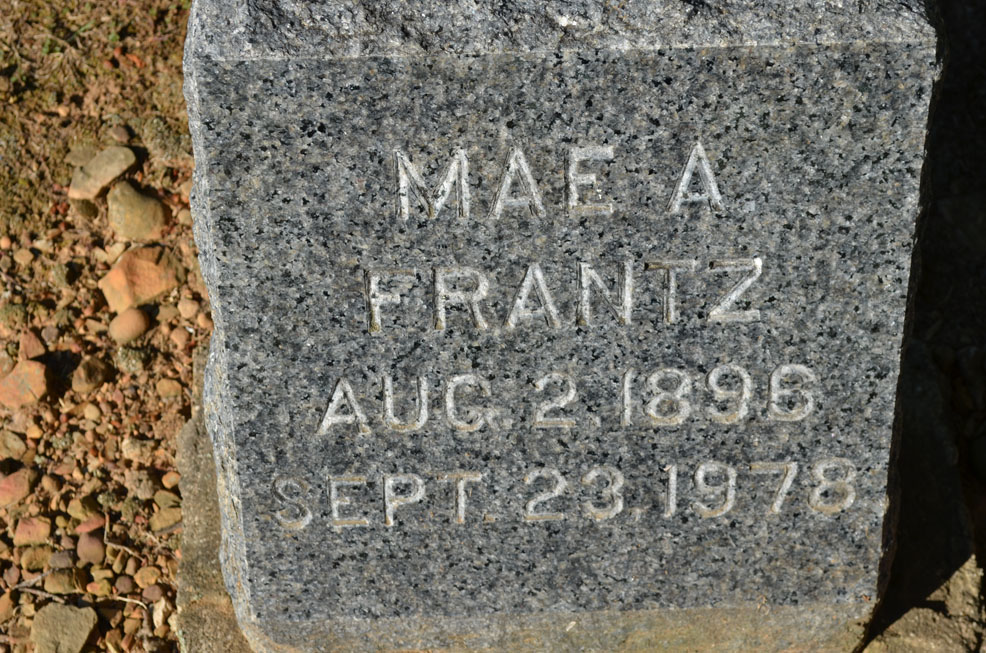 MAE A
FRANTZ
AUG. 2, 1896
SEPT. 23, 1978